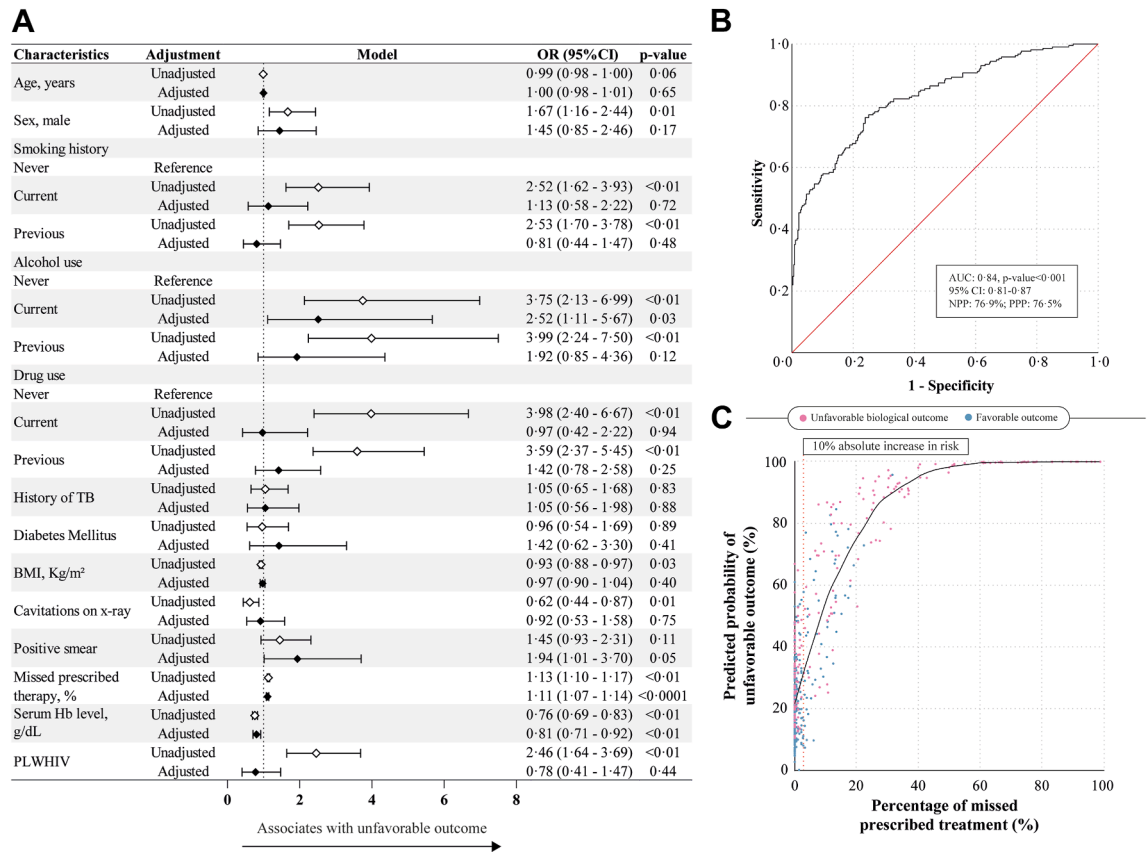 A
Characteristics Adjustment Model OR (95%CI) p-value
Age, years
Unadjusted 0·99 (0·98 - 1·00) 0·06
Adjusted 1·00 (0·98 - 1·01) 0·65
Sex, male
Unadjusted 1·67 (1·16 - 2·44) 0·01
Adjusted 1·45 (0·85 - 2·46) 0·17
Smoking history
Never Reference
Current
Unadjusted 2·52 (1·62 - 3·93) <0·01
Adjusted 1·13 (0·58 - 2·22) 0·72
Previous
Unadjusted 2·53 (1·70 - 3·78) <0·01
Adjusted 0·81 (0·44 - 1·47) 0·48
Alcohol use
Never Reference
Current
Unadjusted 3·75 (2·13 - 6·99) <0·01
Adjusted 2·52 (1·11 - 5·67) 0·03
Previous
Unadjusted 3·99 (2·24 - 7·50) <0·01
Adjusted 1·92 (0·85 - 4·36) 0·12
Drug use
Never Reference
Current
Unadjusted 3·98 (2·40 - 6·67) <0·01
Adjusted 0·97 (0·42 - 2·22) 0·94
Previous
Unadjusted 3·59 (2·37 - 5·45) <0·01
Adjusted 1·42 (0·78 - 2·58) 0·25
History of TB
Unadjusted 1·05 (0·65 - 1·68) 0·83
Adjusted 1·05 (0·56 - 1·98) 0·88
Diabetes Mellitus
Unadjusted 0·96 (0·54 - 1·69) 0·89
Adjusted 1·42 (0·62 - 3·30) 0·41
BMI, Kg/m²
Unadjusted 0·93 (0·88 - 0·97) 0·03
Adjusted 0·97 (0·90 - 1·04) 0·40
Cavitations on x-ray
Unadjusted 0·62 (0·44 - 0·87) 0·01
Adjusted 0·92 (0·53 - 1·58) 0·75
Positive smear
Unadjusted 1·45 (0·93 - 2·31) 0·11
Adjusted 1·94 (1·01 - 3·70) 0·05
Missed prescribed
therapy, %
Unadjusted 1·13 (1·10 - 1·17) <0·01
Adjusted 1·11 (1·07 - 1·14) <0·0001
Serum Hb level,
g/dL
Unadjusted 0·76 (0·69 - 0·83) <0·01
Adjusted 0·81 (0·71 - 0·92) <0·01
PLWHIV
Unadjusted 2·46 (1·64 - 3·69) <0·01
Adjusted 0·78 (0·41 - 1·47) 0·44
0 2 4 6 8
Associates with unfavorable outcome
B
1·0
0·8
0·6
0·4
0·2
Sensitivity
AUC: 0·84, p-value<0·001
95% CI: 0·81-0·87
NPP: 76·9%; PPP: 76·5%
0·0 0·2 0·4 0·6 0·8 1·0
1 - Specificity
C
Unfavorable biological outcome Favorable outcome
10% absolute increase in risk
100
80
60
40
20
0
Predicted probability of
unfavorable outcome (%)
0 20 40 60 80 100
Percentage of missed
prescribed treatment (%)